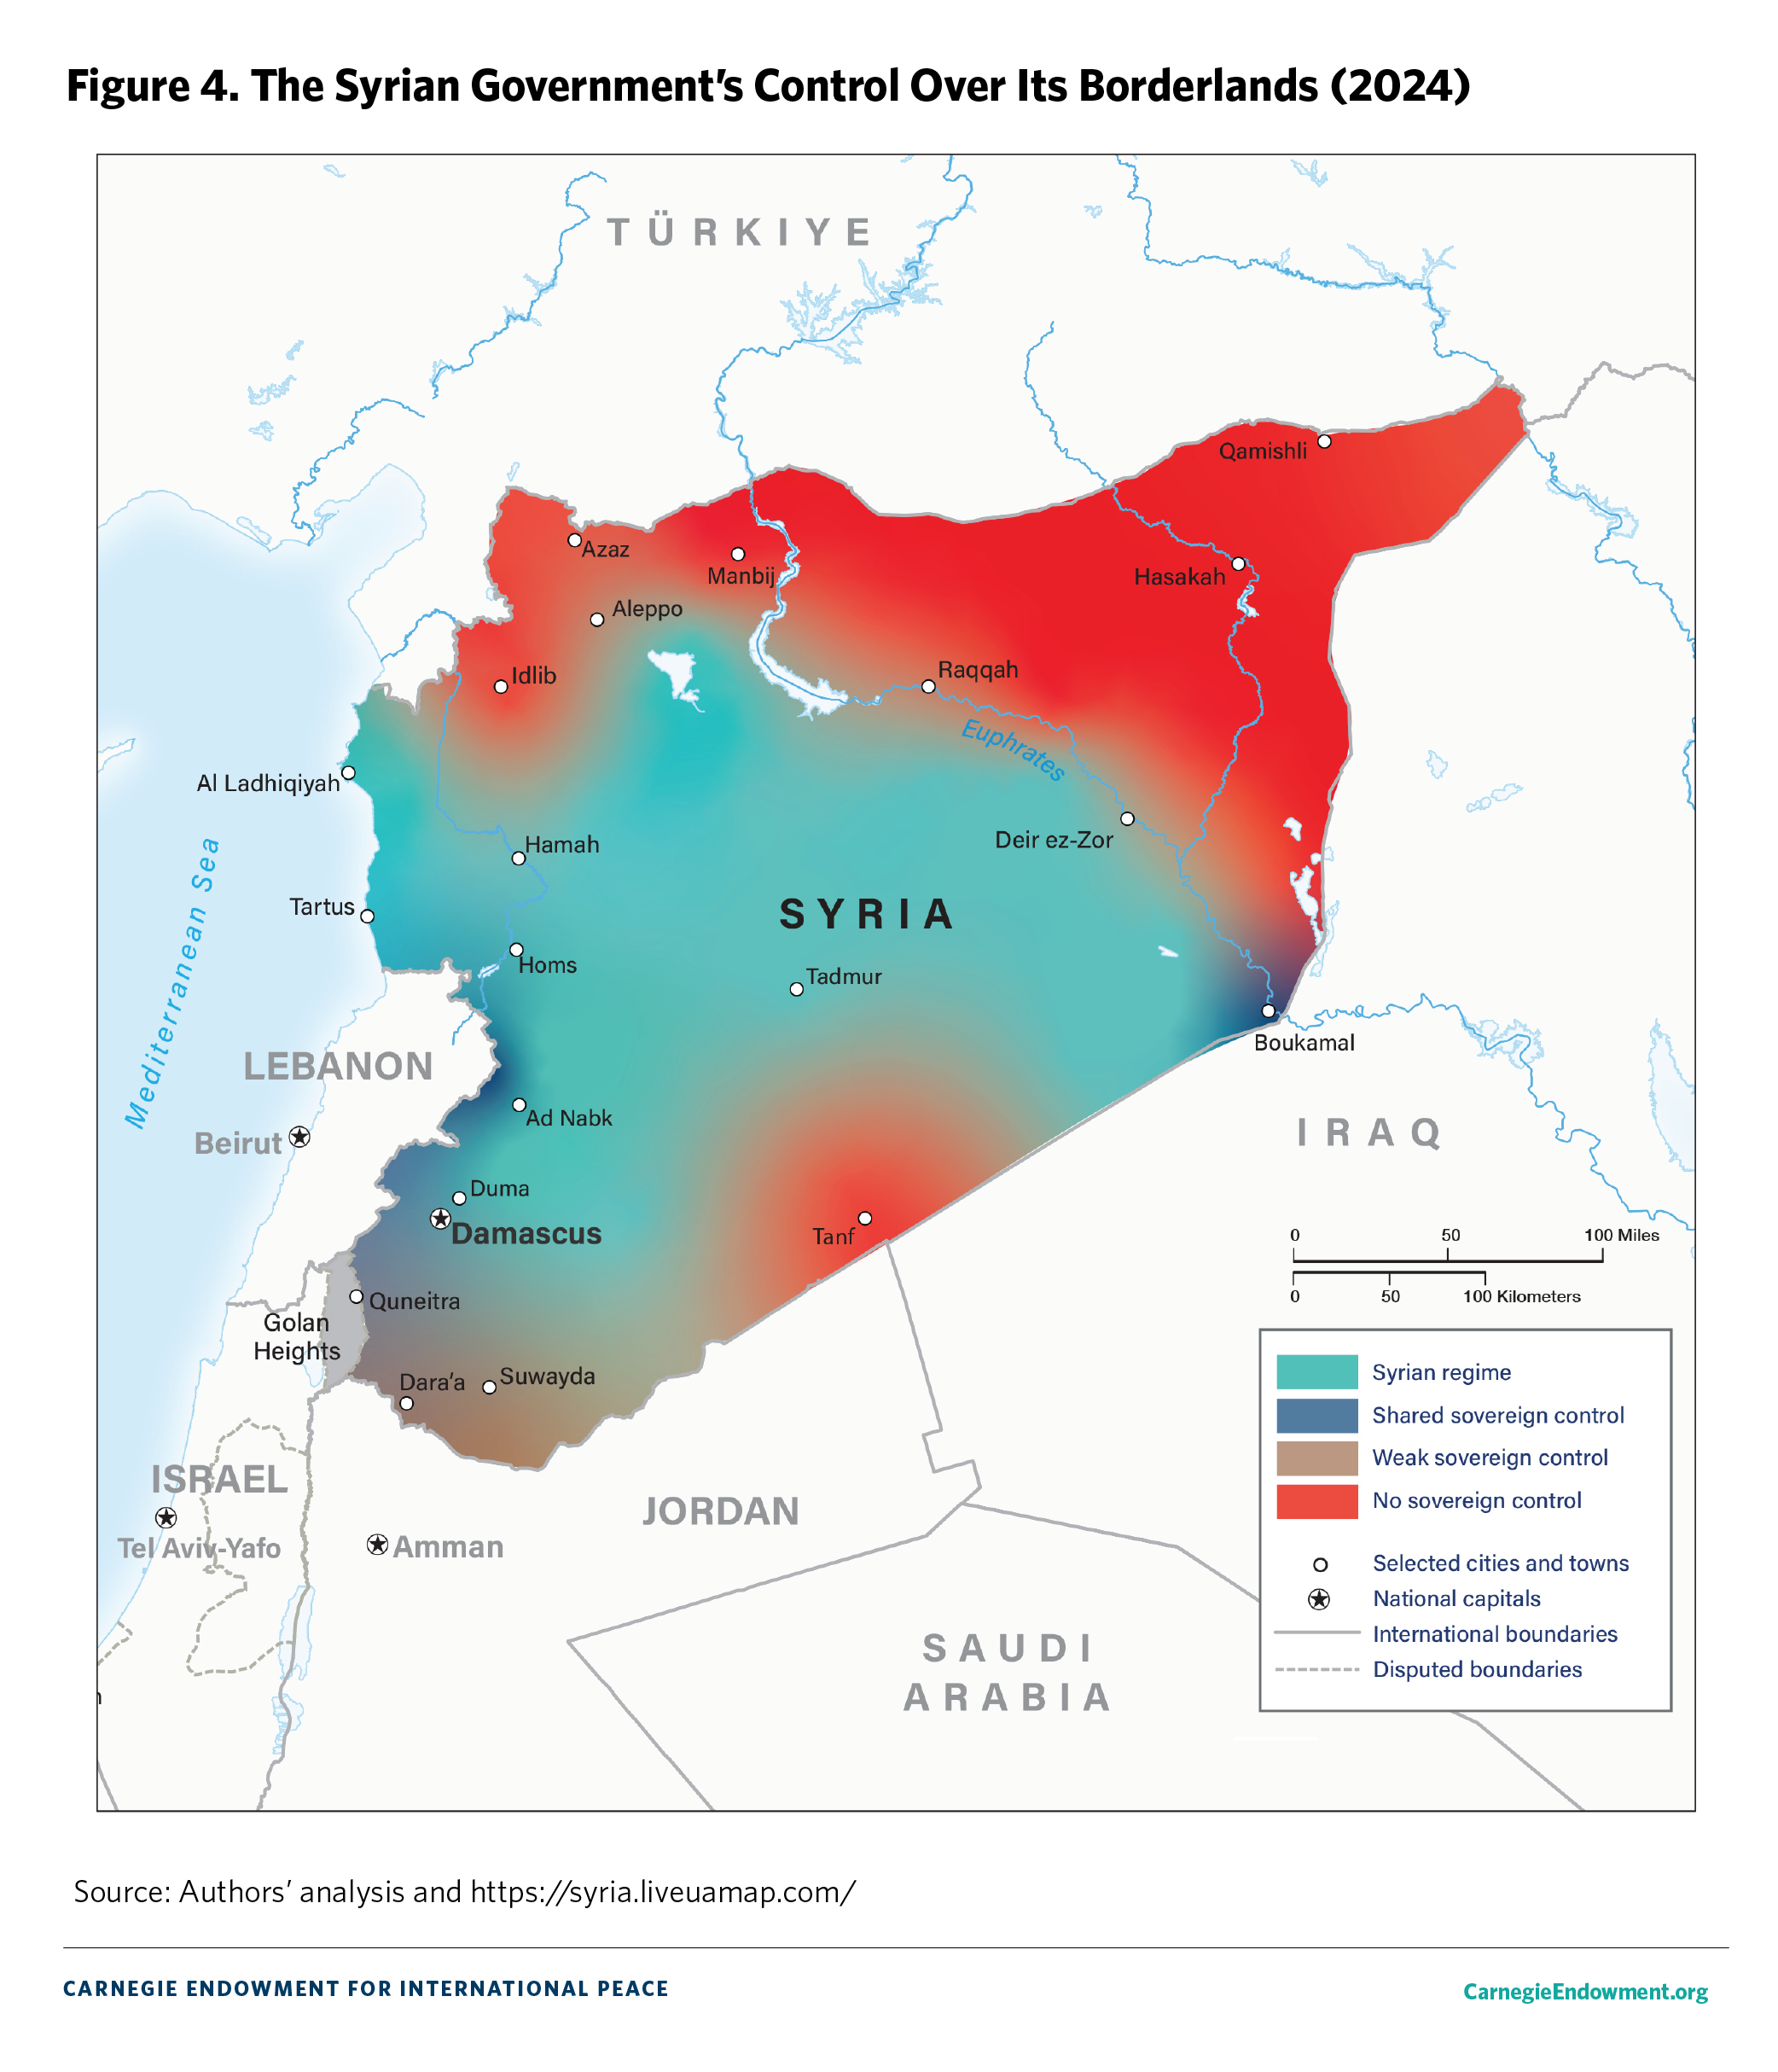 Figure 4. The Syrian Government's Control Over Its Borderlands (2024)
TÜRKIYE
Qamishli
Azaz
Manbij
Hasakah
Aleppo
Idlib
Raqqah
Euphrates
Al Ladhiqiyah
Deir ez-Zor
Hamah
Mediterranean Sea
Tartus
SYRIA
Homs
Tadmur
Boukamal
LEBANON
Ad Nabk
IRAQ
Beirut
Duma
Damascus
Tanf
0 50 100 Miles
0 50 100 Kilometers
Quneitra
Golan
Heights
Dara'a
Suwayda
ISRAEL
Tel Aviv-Yafo
JORDAN
Amman
SAUDI
ARABIA
Syrian regime
Shared sovereign control
Weak sovereign control
No sovereign control
Selected cities and towns
National capitals
International boundaries
Disputed boundaries
Source: Authors' analysis and https://syria.liveuamap.com/
CARNEGIE ENDOWMENT FOR INTERNATIONAL PEACE
CarnegieEndowment.org